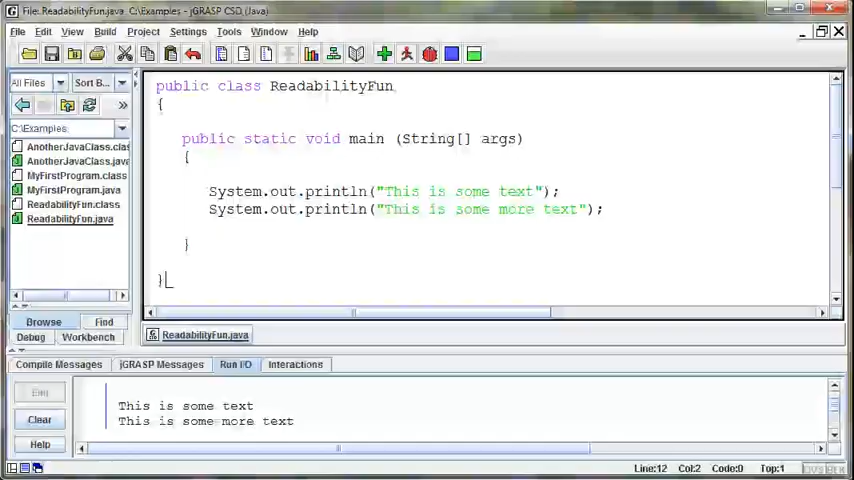 File: ReadabilityFun.java C:\Examples - jGRASP CSD (Java)
File Edit View Build Project Settings Tools Window Help
All Files Sort B...
C:\Examples
AnotherJavaClass.clas
AnotherJavaClass.java
MyFirstProgram.class
MyFirstProgram.java
ReadabilityFun.class
ReadabilityFun.java
Browse Find
Debug Workbench
public class ReadabilityFun
{
public static void main (String[] args)
{
System.out.println("This is some text");
System.out.println("This is some more text");
}
}
ReadabilityFun.java
Compile Messages jGRASP Messages Run I/O Interactions
End
Clear
Help
This is some text
This is some more text
Line:12 Col:2 Code:0 Top:1 OVS BLK